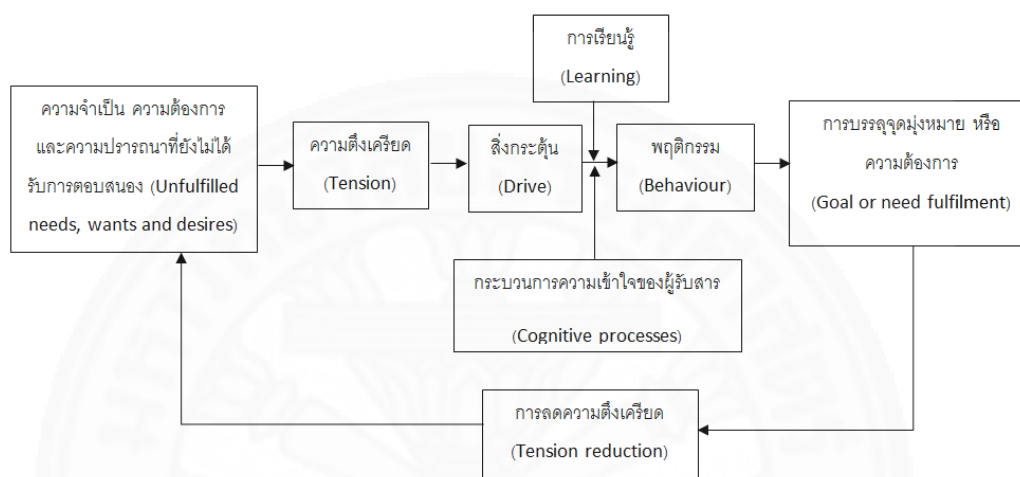 การเรียนรู้
(Learning)
ความจำเป็น ความต้องการ
และความปรารถนาที่ยังไม่ได้
รับการตอบสนอง (Unfulfilled
needs, wants and desires)
ความตึงเครียด
(Tension)
สิ่งกระตุ้น
(Drive)
พฤติกรรม
(Behaviour)
การบรรลุจุดมุ่งหมาย หรือ
ความต้องการ
(Goal or need fulfilment)
กระบวนการความเข้าใจของผู้รับสาร
(Cognitive processes)
การลดความตึงเครียด
(Tension reduction)